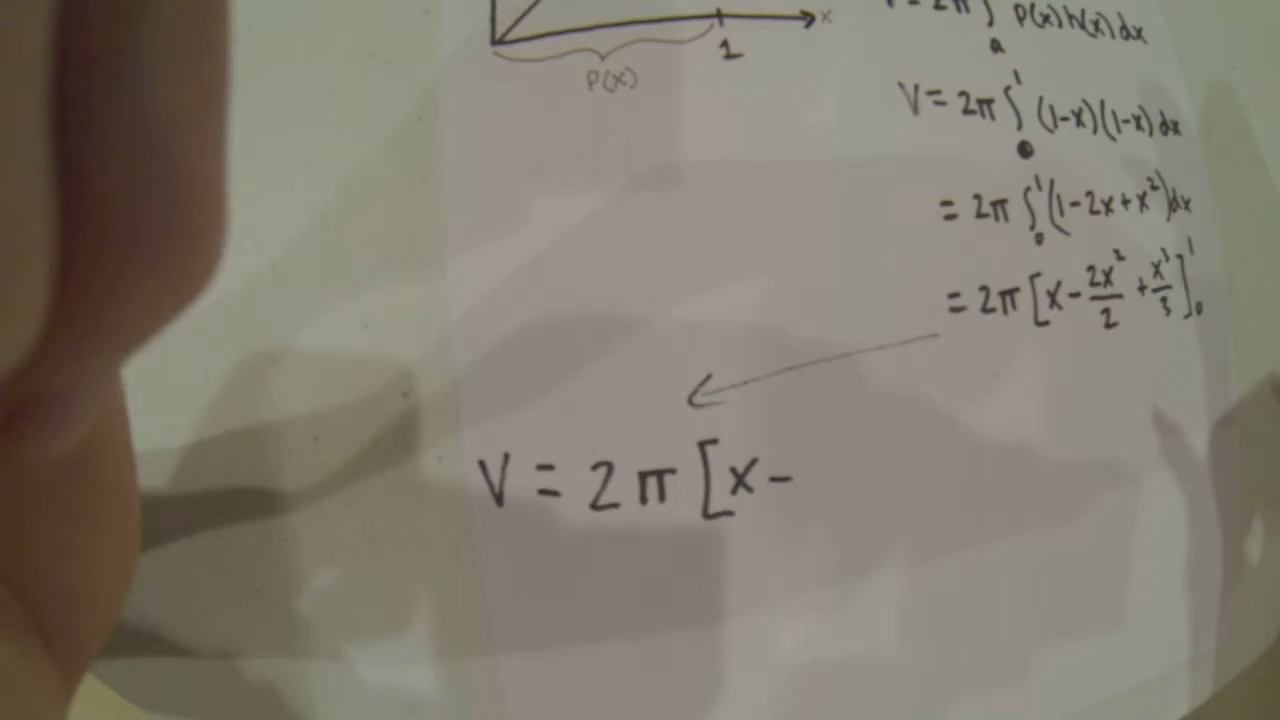 x
1
P(x)
V = 2π ∫ₐ P(x)h(x)dx
V = 2π ∫ ¹ (1-x)(1-x)dx
= 2π ∫₀¹ (1-2x+x²)dx
= 2π [x - 2x²/2 + x³/3]₀¹
V = 2π [x -